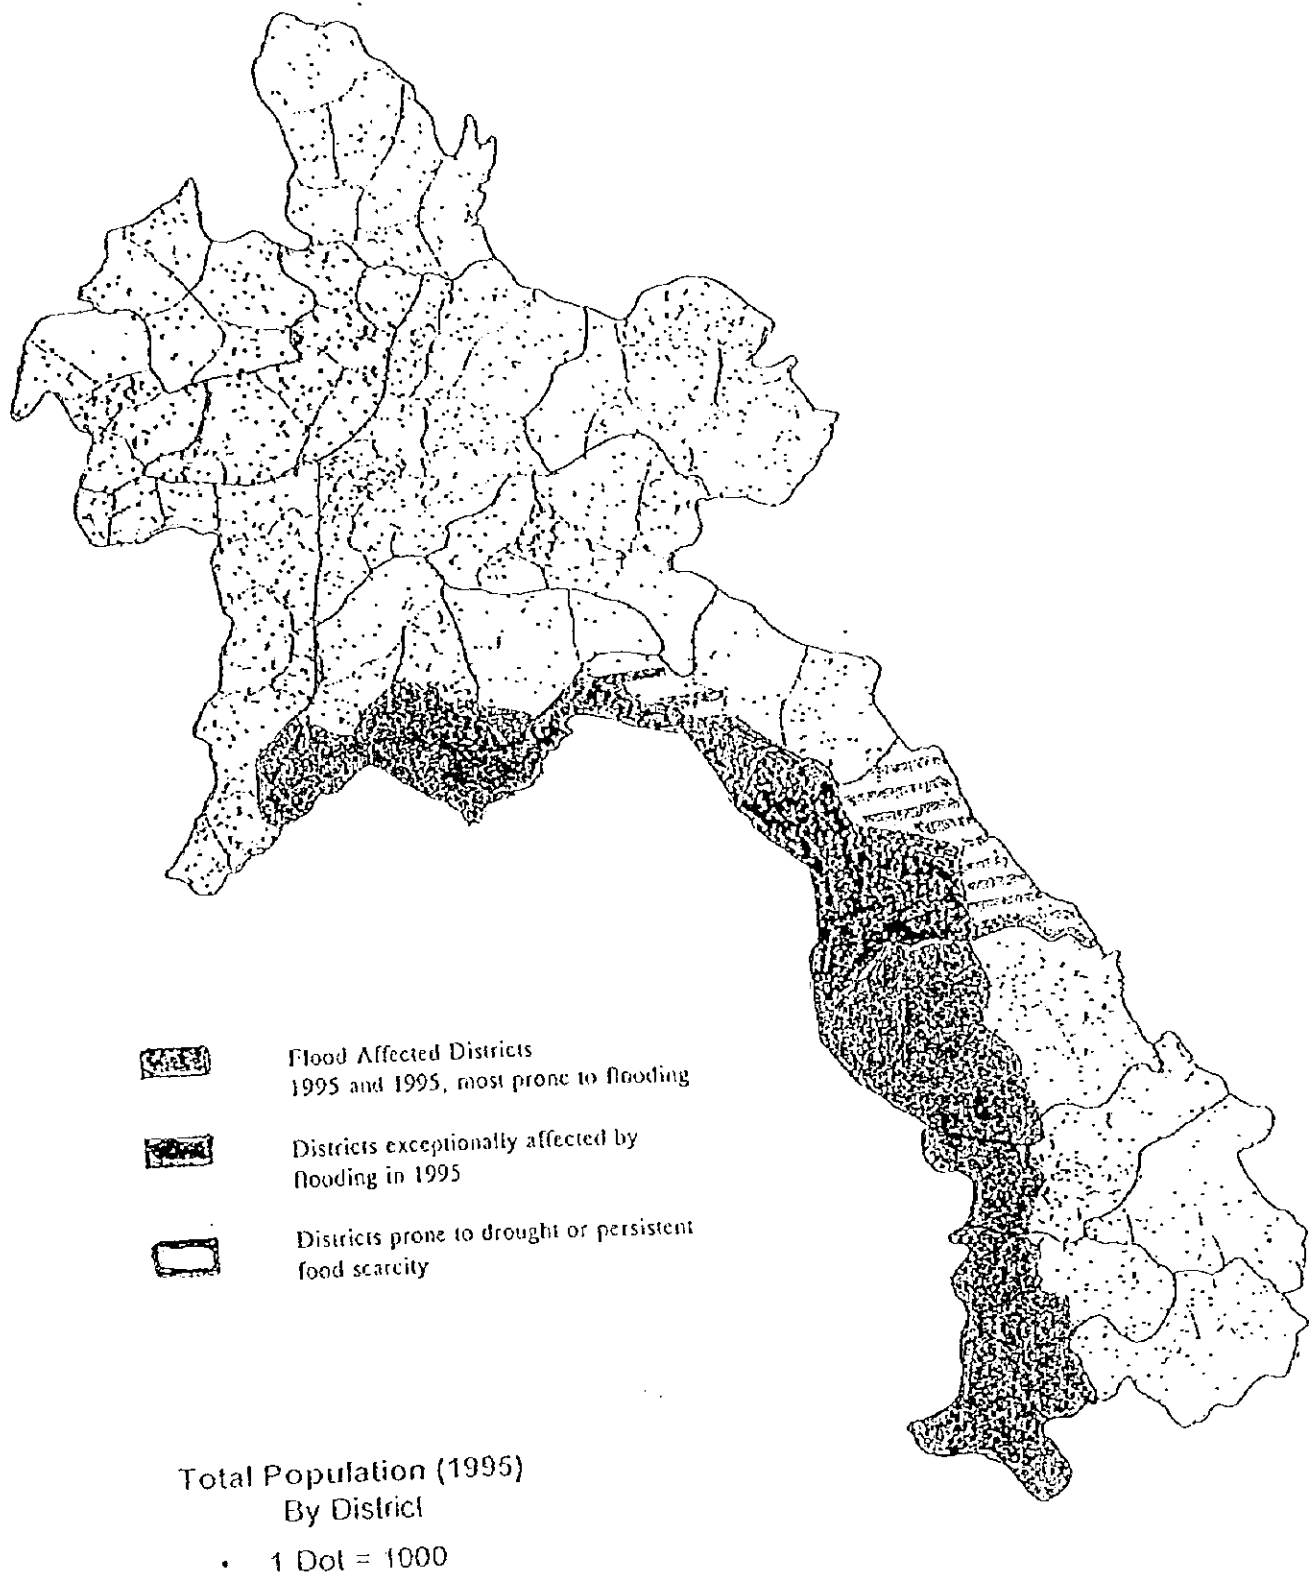 Flood Affected Districts
1995 and 1995, most prone to flooding
Districts exceptionally affected by
flooding in 1995
Districts prone to drought or persistent
food scarcity
Total Population (1995)
By District
• 1 Dot = 1000